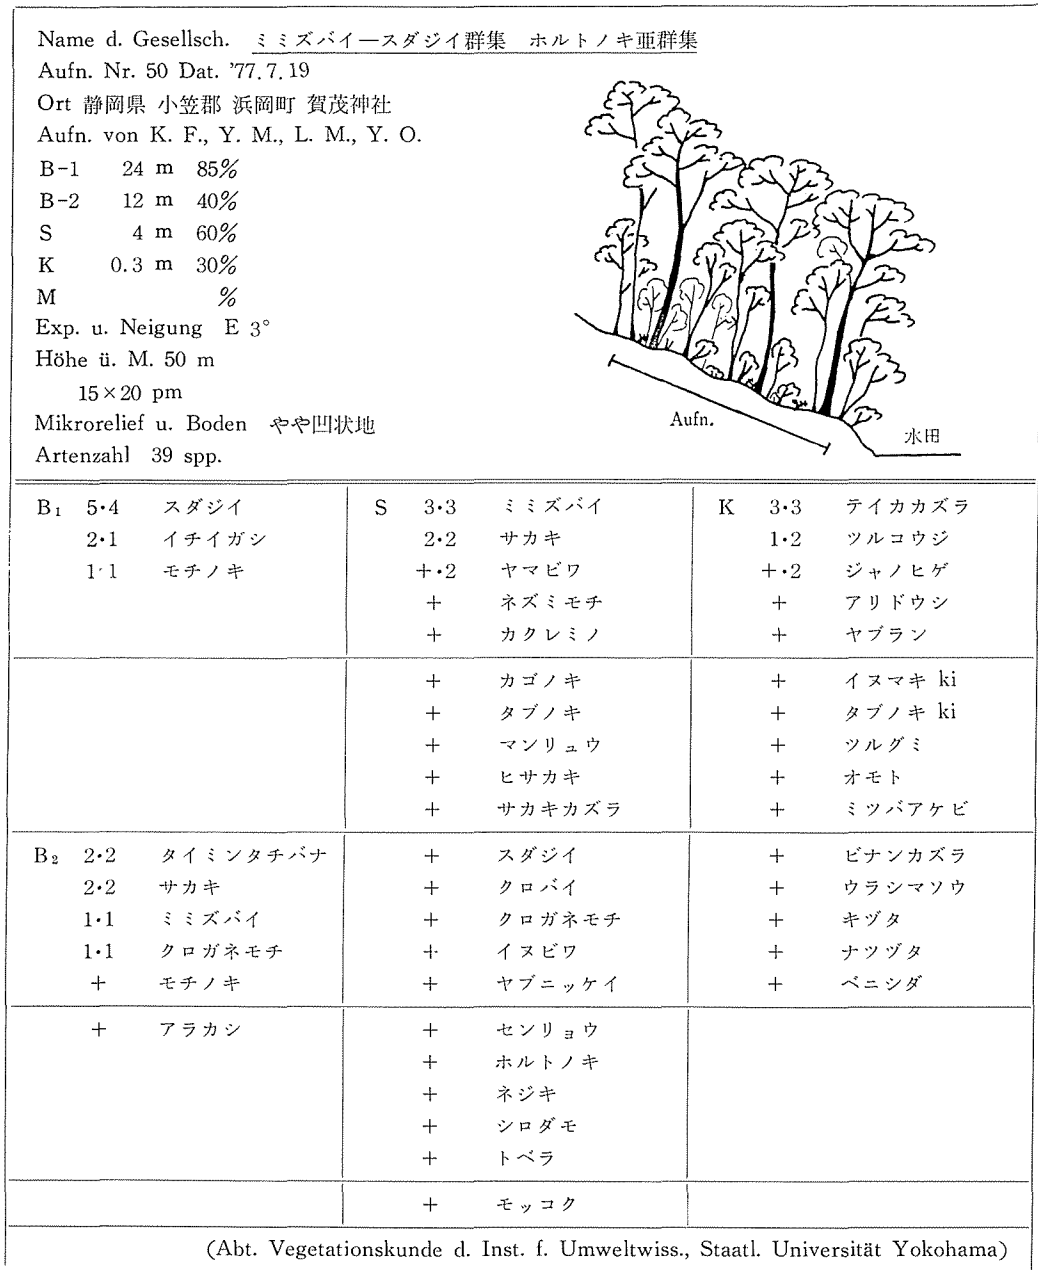 Name d. Gesellsch. ミミズバイースダジイ群集 ホルトノキ亜群集
Aufn. Nr. 50 Dat. '77.7.19
Ort 静岡県 小笠郡 浜岡町 賀茂神社
Aufn. von K. F., Y. M., L. M., Y. O.
B-1 24 m 85%
B-2 12 m 40%
S 4 m 60%
K 0.3 m 30%
M %
Exp. u. Neigung E 3°
Höhe ü. M. 50 m
15×20 pm
Mikrorelief u. Boden やや凹状地
Artenzahl 39 spp.
Aufn.
水田
B₁ 5・4 スダジイ S 3・3 ミミズバイ K 3・3 テイカカズラ
2・1 イチイガシ 2・2 サカキ 1・2 ツルコウジ
1・1 モチノキ +・2 ヤマビワ +・2 ジャノヒゲ
+ ネズミモチ + アリドウシ
+ カクレミノ + ヤブラン
+ カゴノキ + イヌマキ ki
+ タブノキ + タブノキ ki
+ マンリュウ + ツルグミ
+ ヒサカキ + オモト
+ サカキカズラ + ミツバアケビ
B₂ 2・2 タイミンタチバナ + スダジイ + ビナンカズラ
2・2 サカキ + クロバイ + ウラシマソウ
1・1 ミミズバイ + クロガネモチ + キヅタ
1・1 クロガネモチ + イヌビワ + ナツヅタ
+ モチノキ + ヤブニッケイ + ベニシダ
+ アラカシ + センリョウ
+ ホルトノキ
+ ネジキ
+ シロダモ
+ トベラ
+ モッコク
(Abt. Vegetationskunde d. Inst. f. Umweltwiss., Staatl. Universität Yokohama)